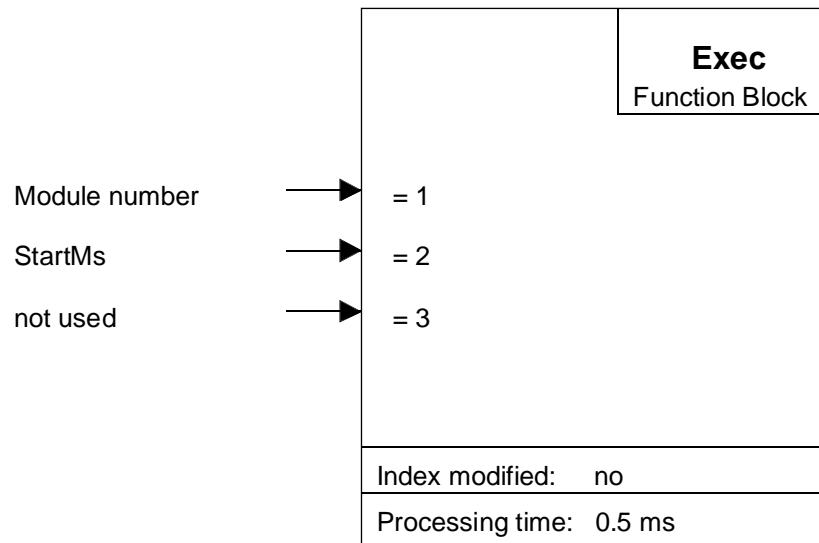 Exec
Function Block
Module number = 1
StartMs = 2
not used = 3
Index modified: no
Processing time: 0.5 ms